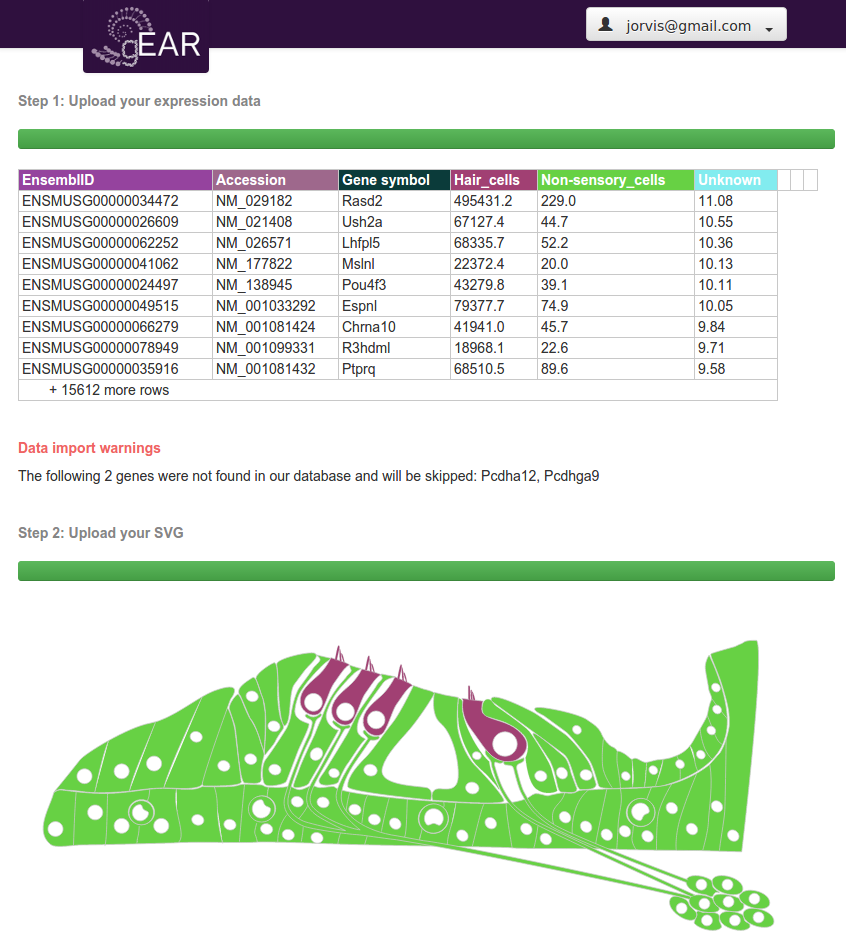 gEAR
jorvis@gmail.com
Step 1: Upload your expression data
EnsemblID Accession Gene symbol Hair_cells Non-sensory_cells Unknown
ENSMUSG00000034472 NM_029182 Rasd2 495431.2 229.0 11.08
ENSMUSG00000026609 NM_021408 Ush2a 67127.4 44.7 10.55
ENSMUSG00000062252 NM_026571 Lhfpl5 68335.7 52.2 10.36
ENSMUSG00000041062 NM_177822 Mslnl 22372.4 20.0 10.13
ENSMUSG00000024497 NM_138945 Pou4f3 43279.8 39.1 10.11
ENSMUSG00000049515 NM_001033292 Espnl 79377.7 74.9 10.05
ENSMUSG00000066279 NM_001081424 Chrna10 41941.0 45.7 9.84
ENSMUSG00000078949 NM_001099331 R3hdml 18968.1 22.6 9.71
ENSMUSG00000035916 NM_001081432 Ptprq 68510.5 89.6 9.58
+ 15612 more rows
Data import warnings
The following 2 genes were not found in our database and will be skipped: Pcdha12, Pcdhga9
Step 2: Upload your SVG